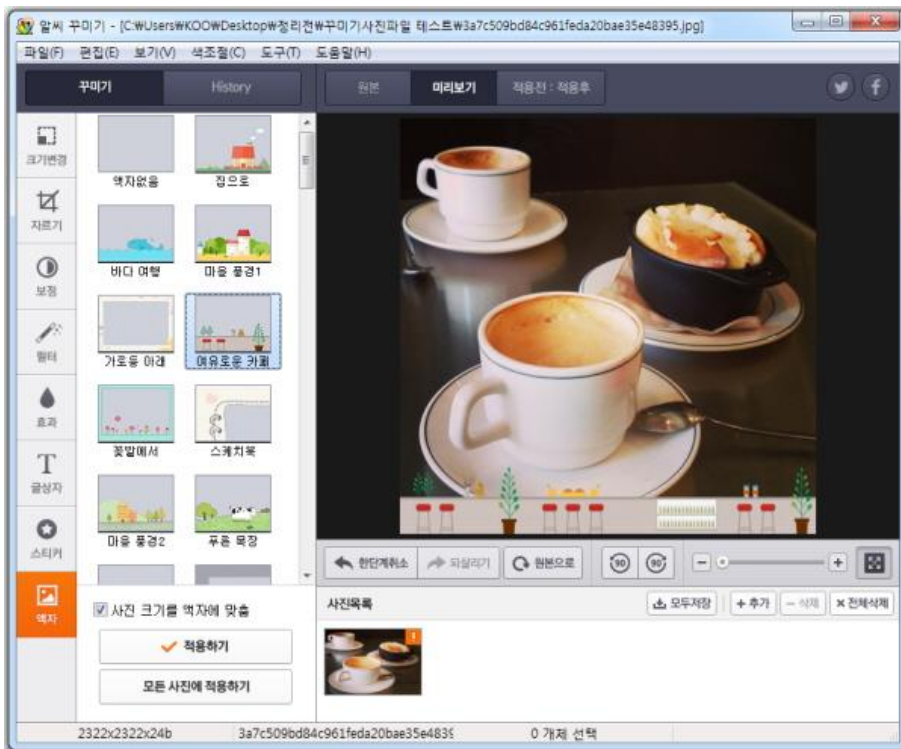 알씨 꾸미기 - [C:₩Users₩KOO₩Desktop₩정리전₩꾸미기사진파일 테스트₩3a7c509bd84c961feda20bae35e48395.jpg]
파일(F) 편집(E) 보기(V) 색조절(C) 도구(T) 도움말(H)
꾸미기 History 원본 미리보기 적용전 : 적용후
크기변경
자르기
보정
필터
효과
글상자
스티커
액자
액자없음 집으로
바다 여행 마을 풍경1
가로등 아래 여유로운 카페
꽃밭에서 스케치북
마을 풍경2 푸른 목장
한단계취소 되살리기 원본으로 90 90
사진 크기를 액자에 맞춤
적용하기
모든 사진에 적용하기
사진목록 모두저장 + 추가 - 삭제 × 전체삭제
1
2322x2322x24b 3a7c509bd84c961feda20bae35e4839 0 개체 선택